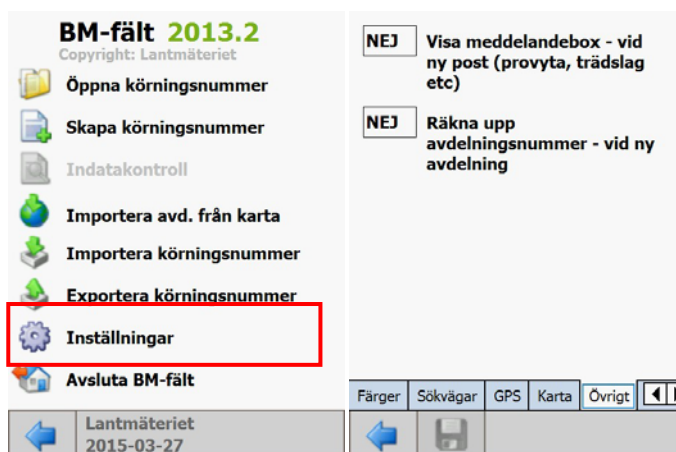 BM-fält 2013.2
Copyright: Lantmäteriet
Öppna körningsnummer
Skapa körningsnummer
Indatakontroll
Importera avd. från karta
Importera körningsnummer
Exportera körningsnummer
Inställningar
Avsluta BM-fält
Lantmäteriet
2015-03-27
NEJ Visa meddelandebox - vid
ny post (provyta, trädslag
etc)
NEJ Räkna upp
avdelningsnummer - vid ny
avdelning
Färger Sökvägar GPS Karta Övrigt